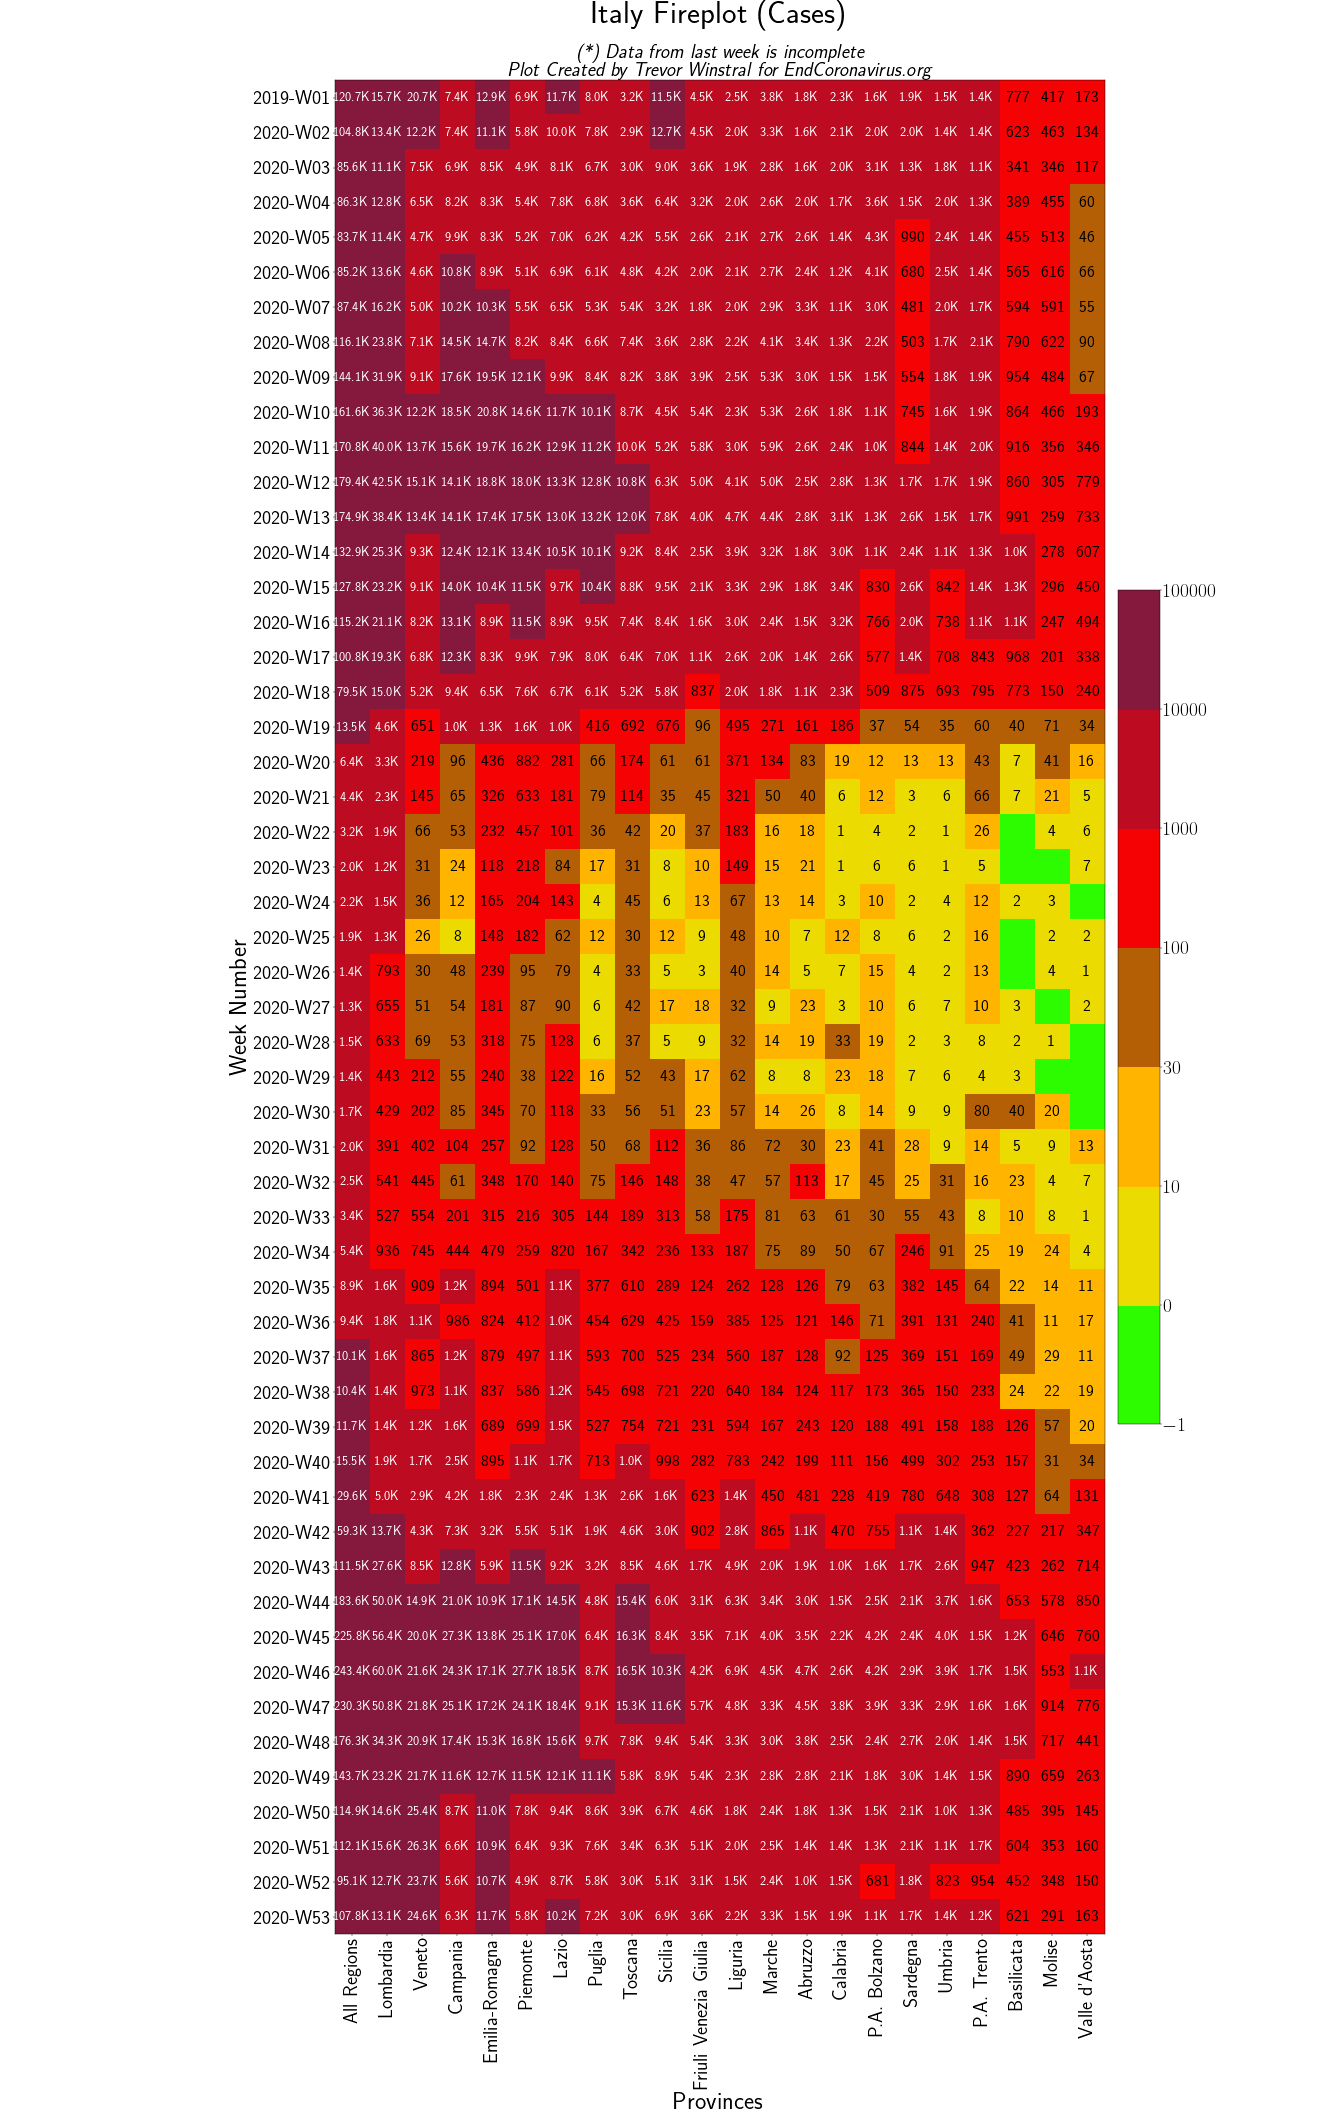 Italy Fireplot (Cases)
(*) Data from last week is incomplete
Plot Created by Trevor Winstral for EndCoronavirus.org
2019-W01 120.7K 15.7K 20.7K 7.4K 12.9K 6.9K 11.7K 8.0K 3.2K 11.5K 4.5K 2.5K 3.8K 1.8K 2.3K 1.6K 1.9K 1.5K 1.4K 777 417 173
2020-W02 104.8K 13.4K 12.2K 7.4K 11.1K 5.8K 10.0K 7.8K 2.9K 12.7K 4.5K 2.0K 3.3K 1.6K 2.1K 2.0K 2.0K 1.4K 1.4K 623 463 134
2020-W03 85.6K 11.1K 7.5K 6.9K 8.5K 4.9K 8.1K 6.7K 3.0K 9.0K 3.6K 1.9K 2.8K 1.6K 2.0K 3.1K 1.3K 1.8K 1.1K 341 346 117
2020-W04 86.3K 12.8K 6.5K 8.2K 8.3K 5.4K 7.8K 6.8K 3.6K 6.4K 3.2K 2.0K 2.6K 2.0K 1.7K 3.6K 1.5K 2.0K 1.3K 389 455 60
2020-W05 83.7K 11.4K 4.7K 9.9K 8.3K 5.2K 7.0K 6.2K 4.2K 5.5K 2.6K 2.1K 2.7K 2.6K 1.4K 4.3K 990 2.4K 1.4K 455 513 46
2020-W06 85.2K 13.6K 4.6K 10.8K 8.9K 5.1K 6.9K 6.1K 4.8K 4.2K 2.0K 2.1K 2.7K 2.4K 1.2K 4.1K 680 2.5K 1.4K 565 616 66
2020-W07 87.4K 16.2K 5.0K 10.2K 10.3K 5.5K 6.5K 5.3K 5.4K 3.2K 1.8K 2.0K 2.9K 3.3K 1.1K 3.0K 481 2.0K 1.7K 594 591 55
2020-W08 116.1K 23.8K 7.1K 14.5K 14.7K 8.2K 8.4K 6.6K 7.4K 3.6K 2.8K 2.2K 4.1K 3.4K 1.3K 2.2K 503 1.7K 2.1K 790 622 90
2020-W09 144.1K 31.9K 9.1K 17.6K 19.5K 12.1K 9.9K 8.4K 8.2K 3.8K 3.9K 2.5K 5.3K 3.0K 1.5K 1.5K 554 1.8K 1.9K 954 484 67
2020-W10 161.6K 36.3K 12.2K 18.5K 20.8K 14.6K 11.7K 10.1K 8.7K 4.5K 5.4K 2.3K 5.3K 2.6K 1.8K 1.1K 745 1.6K 1.9K 864 466 193
2020-W11 170.8K 40.0K 13.7K 15.6K 19.7K 16.2K 12.9K 11.2K 10.0K 5.2K 5.8K 3.0K 5.9K 2.6K 2.4K 1.0K 844 1.4K 2.0K 916 356 346
2020-W12 179.4K 42.5K 15.1K 14.1K 18.8K 18.0K 13.3K 12.8K 10.8K 6.3K 5.0K 4.1K 5.0K 2.5K 2.8K 1.3K 1.7K 1.7K 1.9K 860 305 779
2020-W13 174.9K 38.4K 13.4K 14.1K 17.4K 17.5K 13.0K 13.2K 12.0K 7.8K 4.0K 4.7K 4.4K 2.8K 3.1K 1.3K 2.6K 1.5K 1.7K 991 259 733
2020-W14 132.9K 25.3K 9.3K 12.4K 12.1K 13.4K 10.5K 10.1K 9.2K 8.4K 2.5K 3.9K 3.2K 1.8K 3.0K 1.1K 2.4K 1.1K 1.3K 1.0K 278 607
2020-W15 127.8K 23.2K 9.1K 14.0K 10.4K 11.5K 9.7K 10.4K 8.8K 9.5K 2.1K 3.3K 2.9K 1.8K 3.4K 830 2.6K 842 1.4K 1.3K 296 450
2020-W16 115.2K 21.1K 8.2K 13.1K 8.9K 11.5K 8.9K 9.5K 7.4K 8.4K 1.6K 3.0K 2.4K 1.5K 3.2K 766 2.0K 738 1.1K 1.1K 247 494
2020-W17 100.8K 19.3K 6.8K 12.3K 8.3K 9.9K 7.9K 8.0K 6.4K 7.0K 1.1K 2.6K 2.0K 1.4K 2.6K 577 1.4K 708 843 968 201 338
2020-W18 79.5K 15.0K 5.2K 9.4K 6.5K 7.6K 6.7K 6.1K 5.2K 5.8K 837 2.0K 1.8K 1.1K 2.3K 509 875 693 795 773 150 240
2020-W19 13.5K 4.6K 651 1.0K 1.3K 1.6K 1.0K 416 692 676 96 495 271 161 186 37 54 35 60 40 71 34
2020-W20 6.4K 3.3K 219 96 436 882 281 66 174 61 61 371 134 83 19 12 13 13 43 7 41 16
2020-W21 4.4K 2.3K 145 65 326 633 181 79 114 35 45 321 50 40 6 12 3 6 66 7 21 5
2020-W22 3.2K 1.9K 66 53 232 457 101 36 42 20 37 183 16 18 1 4 2 1 26 4 6
2020-W23 2.0K 1.2K 31 24 118 218 84 17 31 8 10 149 15 21 1 6 6 1 5 7
2020-W24 2.2K 1.5K 36 12 165 204 143 4 45 6 13 67 13 14 3 10 2 4 12 2 3
2020-W25 1.9K 1.3K 26 8 148 182 62 12 30 12 9 48 10 7 12 8 6 2 16 2 2
2020-W26 1.4K 793 30 48 239 95 79 4 33 5 3 40 14 5 7 15 4 2 13 4 1
2020-W27 1.3K 655 51 54 181 87 90 6 42 17 18 32 9 23 3 10 6 7 10 3 2
2020-W28 1.5K 633 69 53 318 75 128 6 37 5 9 32 14 19 33 19 2 3 8 2 1
2020-W29 1.4K 443 212 55 240 38 122 16 52 43 17 62 8 8 23 18 7 6 4 3
2020-W30 1.7K 429 202 85 345 70 118 33 56 51 23 57 14 26 8 14 9 9 80 40 20
2020-W31 2.0K 391 402 104 257 92 128 50 68 112 36 86 72 30 23 41 28 9 14 5 9 13
2020-W32 2.5K 541 445 61 348 170 140 75 146 148 38 47 57 113 17 45 25 31 16 23 4 7
2020-W33 3.4K 527 554 201 315 216 305 144 189 313 58 175 81 63 61 30 55 43 8 10 8 1
2020-W34 5.4K 936 745 444 479 259 820 167 342 236 133 187 75 89 50 67 246 91 25 19 24 4
2020-W35 8.9K 1.6K 909 1.2K 894 501 1.1K 377 610 289 124 262 128 126 79 63 382 145 64 22 14 11
2020-W36 9.4K 1.8K 1.1K 986 824 412 1.0K 454 629 425 159 385 125 121 146 71 391 131 240 41 11 17
2020-W37 10.1K 1.6K 865 1.2K 879 497 1.1K 593 700 525 234 560 187 128 92 125 369 151 169 49 29 11
2020-W38 10.4K 1.4K 973 1.1K 837 586 1.2K 545 698 721 220 640 184 124 117 173 365 150 233 24 22 19
2020-W39 11.7K 1.4K 1.2K 1.6K 689 699 1.5K 527 754 721 231 594 167 243 120 188 491 158 188 126 57 20
2020-W40 15.5K 1.9K 1.7K 2.5K 895 1.1K 1.7K 713 1.0K 998 282 783 242 199 111 156 499 302 253 157 31 34
2020-W41 29.6K 5.0K 2.9K 4.2K 1.8K 2.3K 2.4K 1.3K 2.6K 1.6K 623 1.4K 450 481 228 419 780 648 308 127 64 131
2020-W42 59.3K 13.7K 4.3K 7.3K 3.2K 5.5K 5.1K 1.9K 4.6K 3.0K 902 2.8K 865 1.1K 470 755 1.1K 1.4K 362 227 217 347
2020-W43 111.5K 27.6K 8.5K 12.8K 5.9K 11.5K 9.2K 3.2K 8.5K 4.6K 1.7K 4.9K 2.0K 1.9K 1.0K 1.6K 1.7K 2.6K 947 423 262 714
2020-W44 183.6K 50.0K 14.9K 21.0K 10.9K 17.1K 14.5K 4.8K 15.4K 6.0K 3.1K 6.3K 3.4K 3.0K 1.5K 2.5K 2.1K 3.7K 1.6K 653 578 850
2020-W45 225.8K 56.4K 20.0K 27.3K 13.8K 25.1K 17.0K 6.4K 16.3K 8.4K 3.5K 7.1K 4.0K 3.5K 2.2K 4.2K 2.4K 4.0K 1.5K 1.2K 646 760
2020-W46 243.4K 60.0K 21.6K 24.3K 17.1K 27.7K 18.5K 8.7K 16.5K 10.3K 4.2K 6.9K 4.5K 4.7K 2.6K 4.2K 2.9K 3.9K 1.7K 1.5K 553 1.1K
2020-W47 230.3K 50.8K 21.8K 25.1K 17.2K 24.1K 18.4K 9.1K 15.3K 11.6K 5.7K 4.8K 3.3K 4.5K 3.8K 3.9K 3.3K 2.9K 1.6K 1.6K 914 776
2020-W48 176.3K 34.3K 20.9K 17.4K 15.3K 16.8K 15.6K 9.7K 7.8K 9.4K 5.4K 3.3K 3.0K 3.8K 2.5K 2.4K 2.7K 2.0K 1.4K 1.5K 717 441
2020-W49 143.7K 23.2K 21.7K 11.6K 12.7K 11.5K 12.1K 11.1K 5.8K 8.9K 5.4K 2.3K 2.8K 2.8K 2.1K 1.8K 3.0K 1.4K 1.5K 890 659 263
2020-W50 114.9K 14.6K 25.4K 8.7K 11.0K 7.8K 9.4K 8.6K 3.9K 6.7K 4.6K 1.8K 2.4K 1.8K 1.3K 1.5K 2.1K 1.0K 1.3K 485 395 145
2020-W51 112.1K 15.6K 26.3K 6.6K 10.9K 6.4K 9.3K 7.6K 3.4K 6.3K 5.1K 2.0K 2.5K 1.4K 1.4K 1.3K 2.1K 1.1K 1.7K 604 353 160
2020-W52 95.1K 12.7K 23.7K 5.6K 10.7K 4.9K 8.7K 5.8K 3.0K 5.1K 3.1K 1.5K 2.4K 1.0K 1.5K 681 1.8K 823 954 452 348 150
2020-W53 107.8K 13.1K 24.6K 6.3K 11.7K 5.8K 10.2K 7.2K 3.0K 6.9K 3.6K 2.2K 3.3K 1.5K 1.9K 1.1K 1.7K 1.4K 1.2K 621 291 163
Week Number
All Regions
Lombardia
Veneto
Campania
Emilia-Romagna
Piemonte
Lazio
Puglia
Toscana
Sicilia
Friuli Venezia Giulia
Liguria
Marche
Abruzzo
Calabria
P.A. Bolzano
Sardegna
Umbria
P.A. Trento
Basilicata
Molise
Valle d'Aosta
Provinces
100000
10000
1000
100
30
10
0
−1